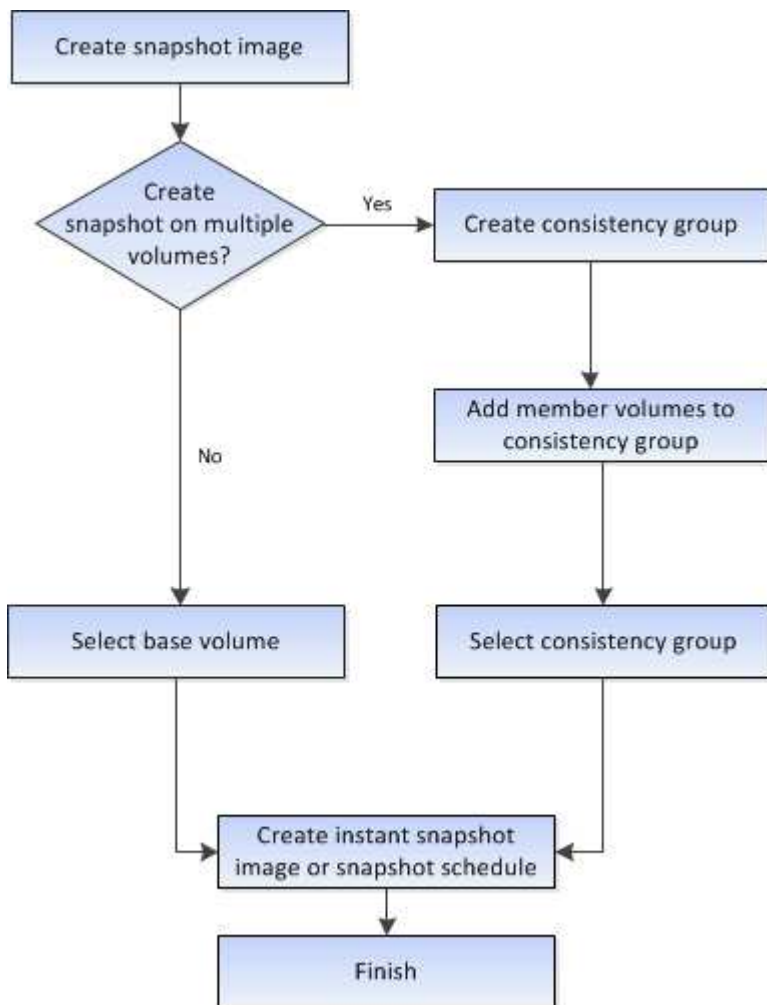 Create snapshot image
Create
snapshot on multiple
volumes?
Yes
Create consistency group
Add member volumes to
consistency group
No
Select base volume
Select consistency group
Create instant snapshot
image or snapshot schedule
Finish